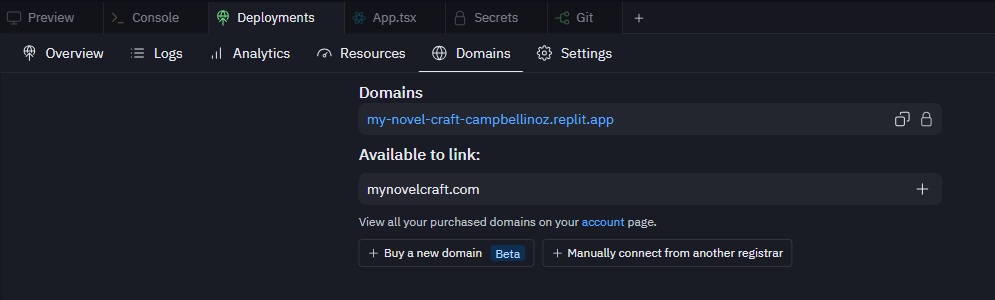 Preview Console Deployments App.tsx Secrets Git +
Overview Logs Analytics Resources Domains Settings
Domains
my-novel-craft-campbellinoz.replit.app
Available to link:
mynovelcraft.com +
View all your purchased domains on your account page.
+ Buy a new domain Beta + Manually connect from another registrar